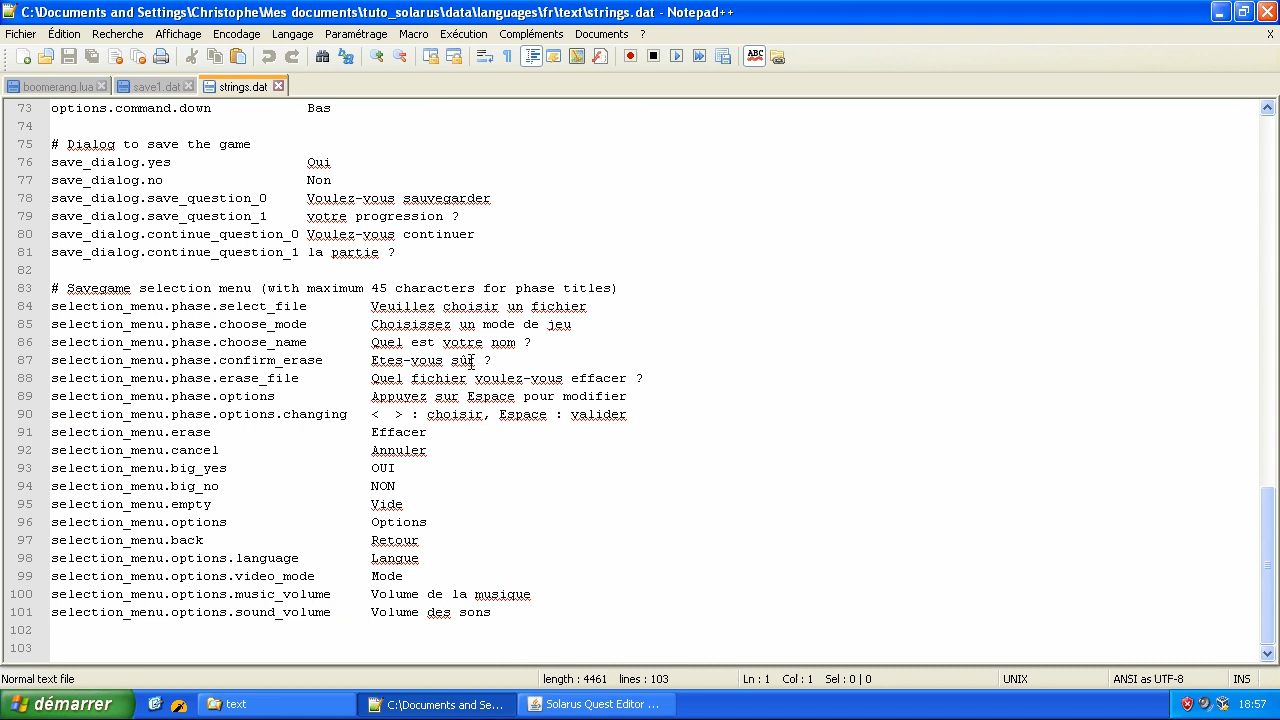 C:\Documents and Settings\Christophe\Mes documents\tuto_solarus\data\languages\fr\text\strings.dat - Notepad++
Fichier Édition Recherche Affichage Encodage Langage Paramétrage Macro Exécution Compléments Documents ? X
boomerang.lua save1.dat strings.dat
73 options.command.down Bas
74
75 # Dialog to save the game
76 save_dialog.yes Oui
77 save_dialog.no Non
78 save_dialog.save_question_0 Voulez-vous sauvegarder
79 save_dialog.save_question_1 votre progression ?
80 save_dialog.continue_question_0 Voulez-vous continuer
81 save_dialog.continue_question_1 la partie ?
82
83 # Savegame selection menu (with maximum 45 characters for phase titles)
84 selection_menu.phase.select_file Veuillez choisir un fichier
85 selection_menu.phase.choose_mode Choisissez un mode de jeu
86 selection_menu.phase.choose_name Quel est votre nom ?
87 selection_menu.phase.confirm_erase Etes-vous sûr ?
88 selection_menu.phase.erase_file Quel fichier voulez-vous effacer ?
89 selection_menu.phase.options Appuyez sur Espace pour modifier
90 selection_menu.phase.options.changing < > : choisir, Espace : valider
91 selection_menu.erase Effacer
92 selection_menu.cancel Annuler
93 selection_menu.big_yes OUI
94 selection_menu.big_no NON
95 selection_menu.empty Vide
96 selection_menu.options Options
97 selection_menu.back Retour
98 selection_menu.options.language Langue
99 selection_menu.options.video_mode Mode
100 selection_menu.options.music_volume Volume de la musique
101 selection_menu.options.sound_volume Volume des sons
102
103
Normal text file length : 4461 lines : 103 Ln : 1 Col : 1 Sel : 0 | 0 UNIX ANSI as UTF-8 INS
démarrer text C:\Documents and Se... Solarus Quest Editor ... 18:57